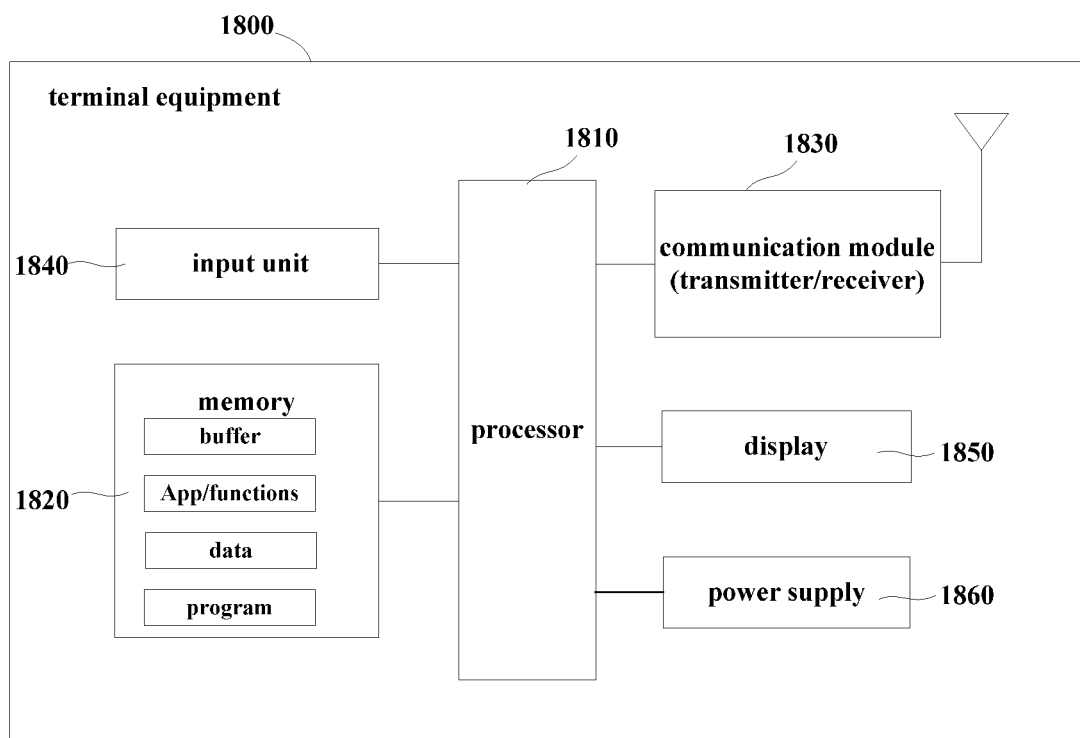 1800
terminal equipment
1810
1830
1840
input unit
communication module
(transmitter/receiver)
memory
buffer
App/functions
data
program
1820
processor
display
1850
power supply
1860